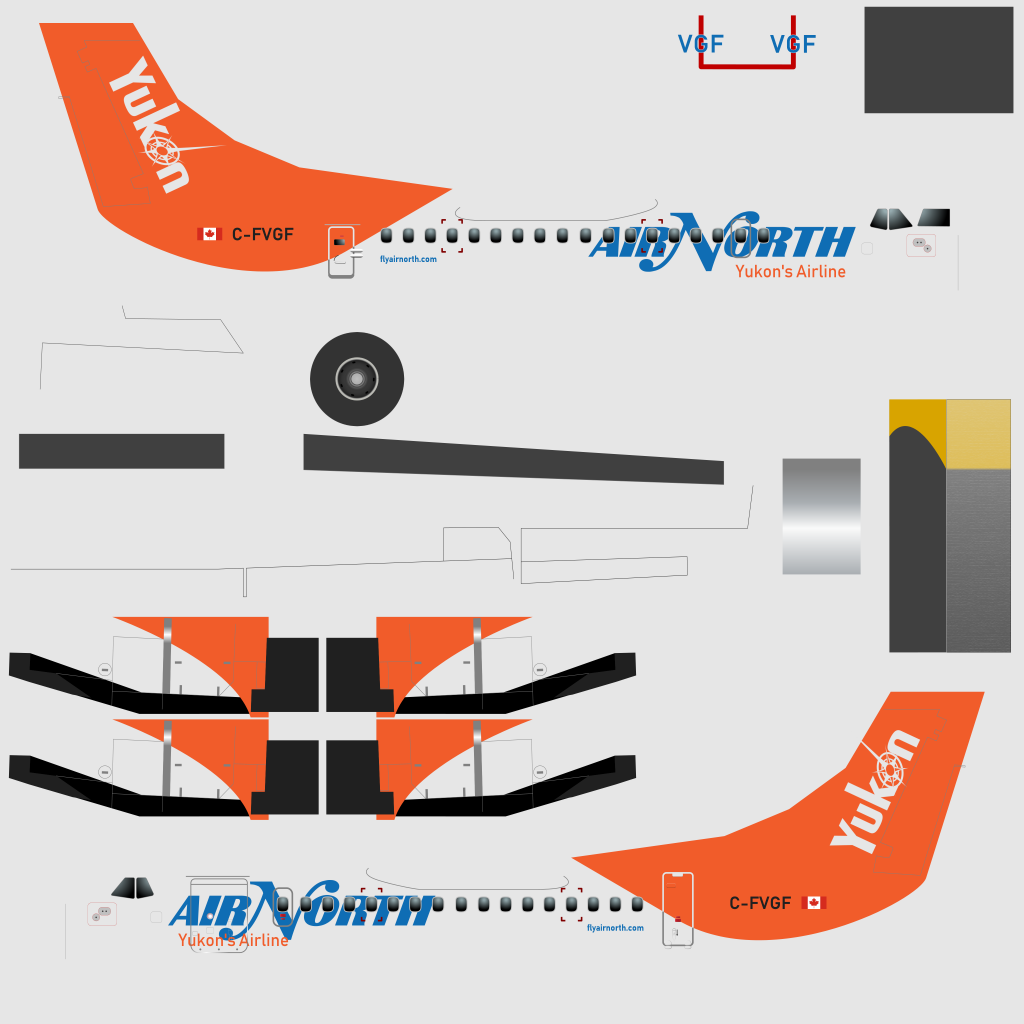 VGF VGF
Yukon
C-FVGF
AIR NORTH
flyairnorth.com
Yukon's Airline
Yukon
AIR NORTH
C-FVGF
flyairnorth.com
Yukon's Airline